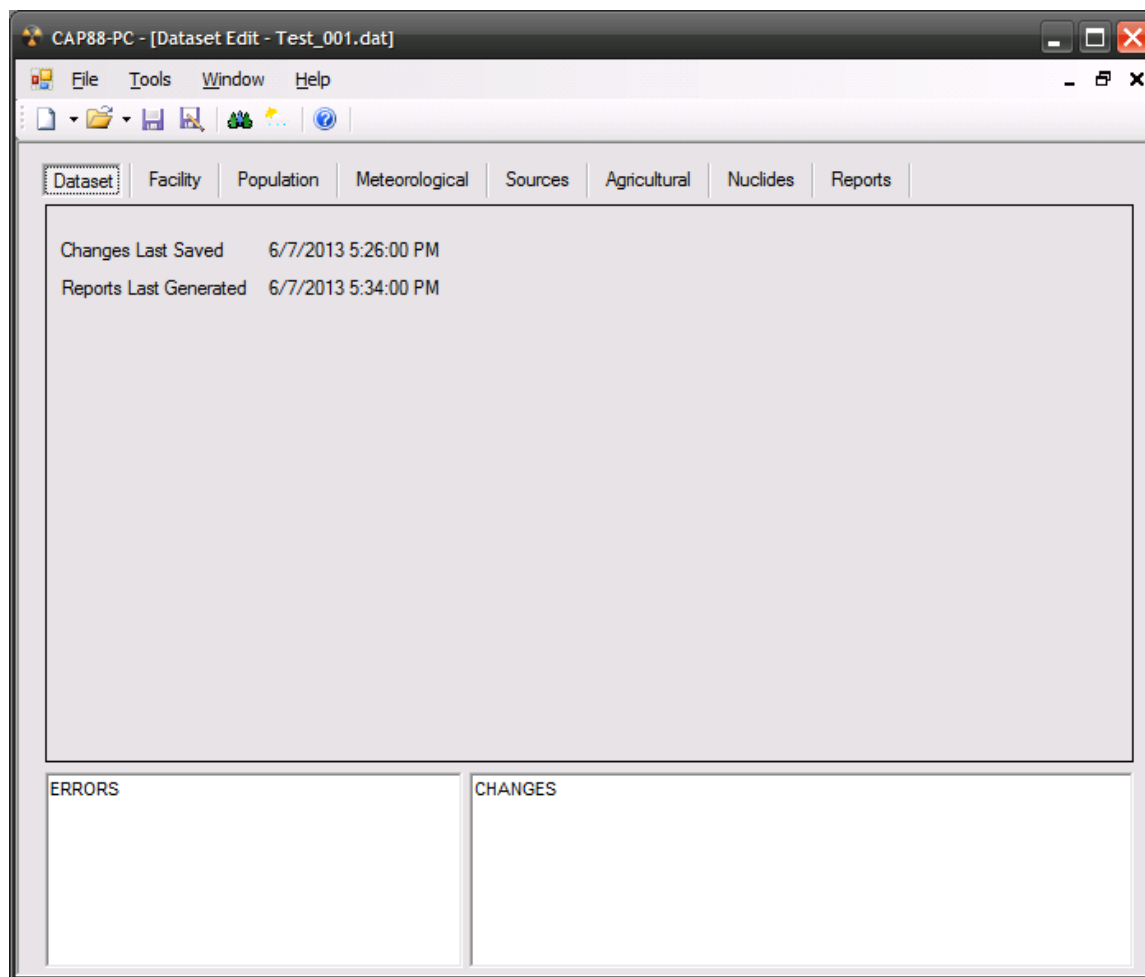 CAP88-PC - [Dataset Edit - Test_001.dat]
File Tools Window Help
Dataset Facility Population Meteorological Sources Agricultural Nuclides Reports
Changes Last Saved 6/7/2013 5:26:00 PM
Reports Last Generated 6/7/2013 5:34:00 PM
ERRORS CHANGES